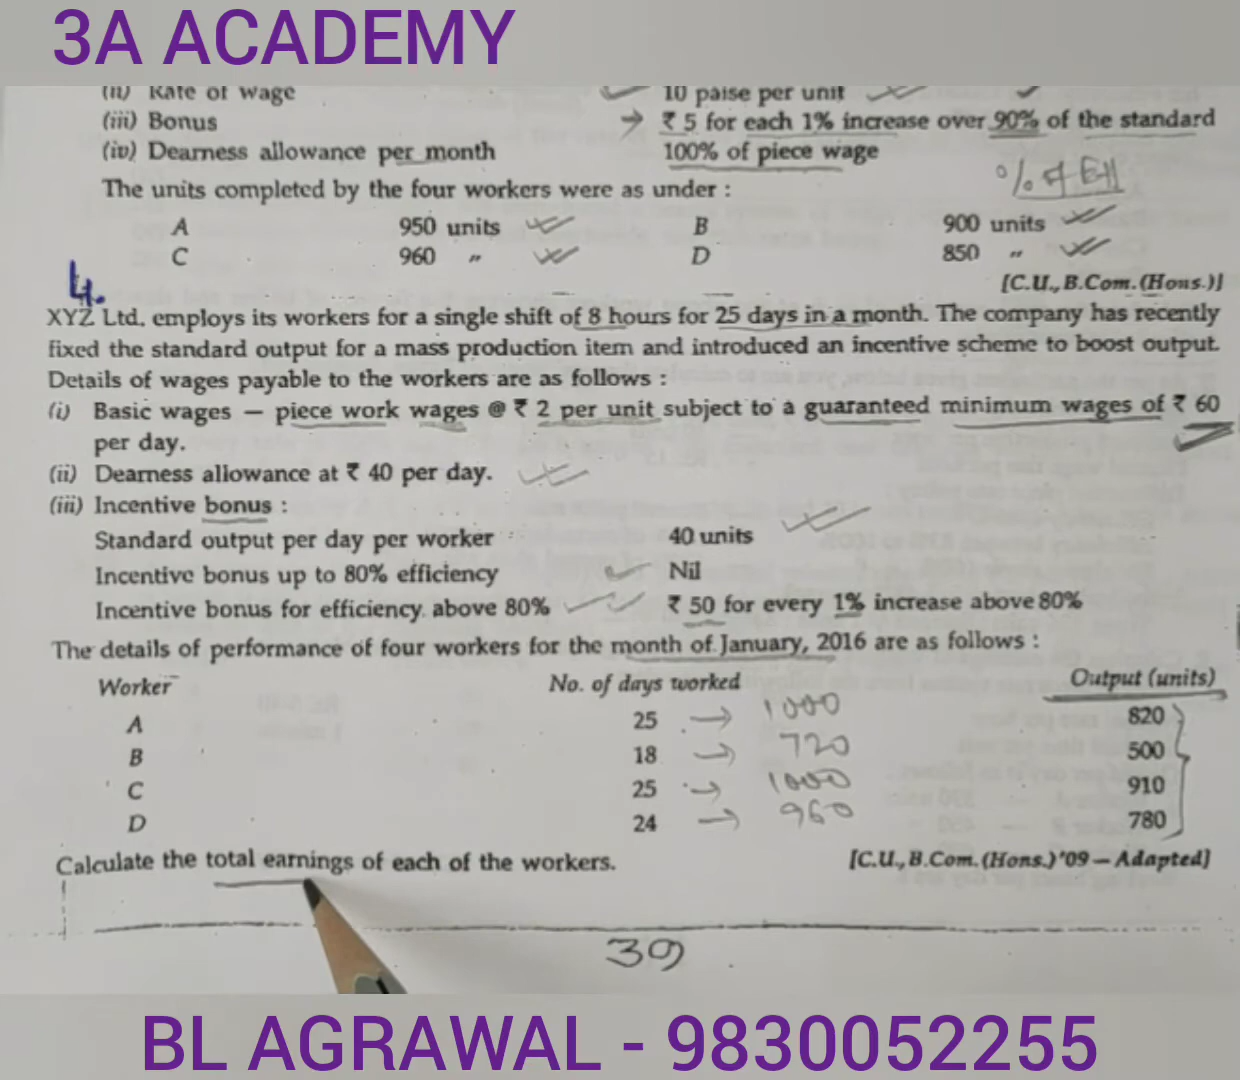 3A ACADEMY
(ii) Rate of wage 10 paise per unit
(iii) Bonus → ₹ 5 for each 1% increase over 90% of the standard
(iv) Dearness allowance per month 100% of piece wage
The units completed by the four workers were as under :
A 950 units B 900 units
C 960 „ D 850 „
[C.U., B.Com. (Hons.)]
4.
XYZ Ltd. employs its workers for a single shift of 8 hours for 25 days in a month. The company has recently
fixed the standard output for a mass production item and introduced an incentive scheme to boost output.
Details of wages payable to the workers are as follows :
(i) Basic wages — piece work wages @ ₹ 2 per unit subject to a guaranteed minimum wages of ₹ 60
per day.
(ii) Dearness allowance at ₹ 40 per day.
(iii) Incentive bonus :
Standard output per day per worker 40 units
Incentive bonus up to 80% efficiency Nil
Incentive bonus for efficiency above 80% ₹ 50 for every 1% increase above 80%
The details of performance of four workers for the month of January, 2016 are as follows :
Worker No. of days worked Output (units)
A 25 → 1000 820
B 18 → 720 500
C 25 → 1000 910
D 24 → 960 780
Calculate the total earnings of each of the workers. [C.U., B.Com. (Hons.) '09 — Adapted]
39
BL AGRAWAL - 9830052255